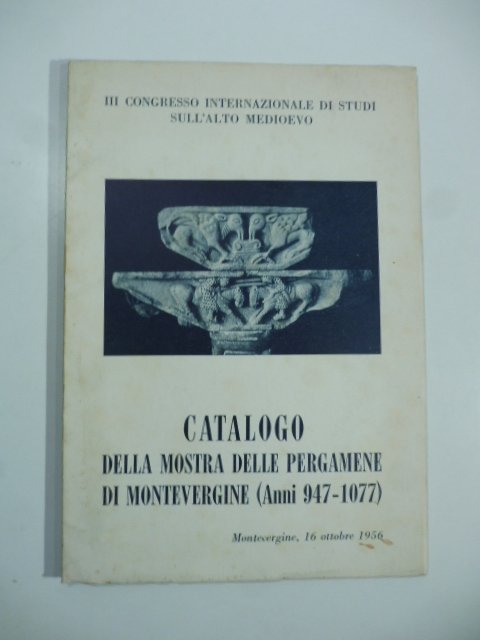 III CONGRESSO INTERNAZIONALE DI STUDI
SULL'ALTO MEDIOEVO
CATALOGO
DELLA MOSTRA DELLE PERGAMENE
DI MONTEVERGINE (Anni 947-1077)
Montevergine, 16 ottobre 1956